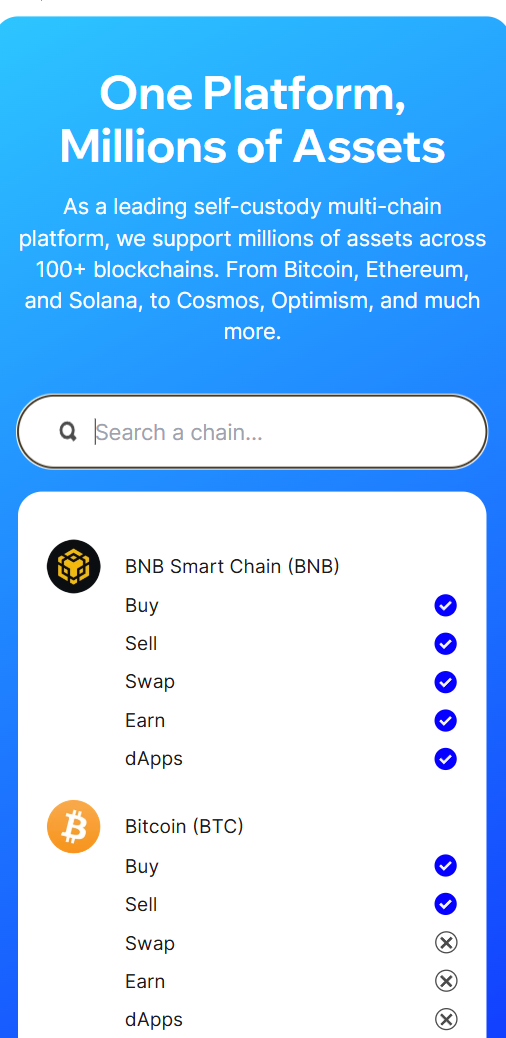 One Platform,
Millions of Assets
As a leading self-custody multi-chain
platform, we support millions of assets across
100+ blockchains. From Bitcoin, Ethereum,
and Solana, to Cosmos, Optimism, and much
more.
Search a chain...
BNB Smart Chain (BNB)
Buy
Sell
Swap
Earn
dApps
Bitcoin (BTC)
Buy
Sell
Swap
Earn
dApps